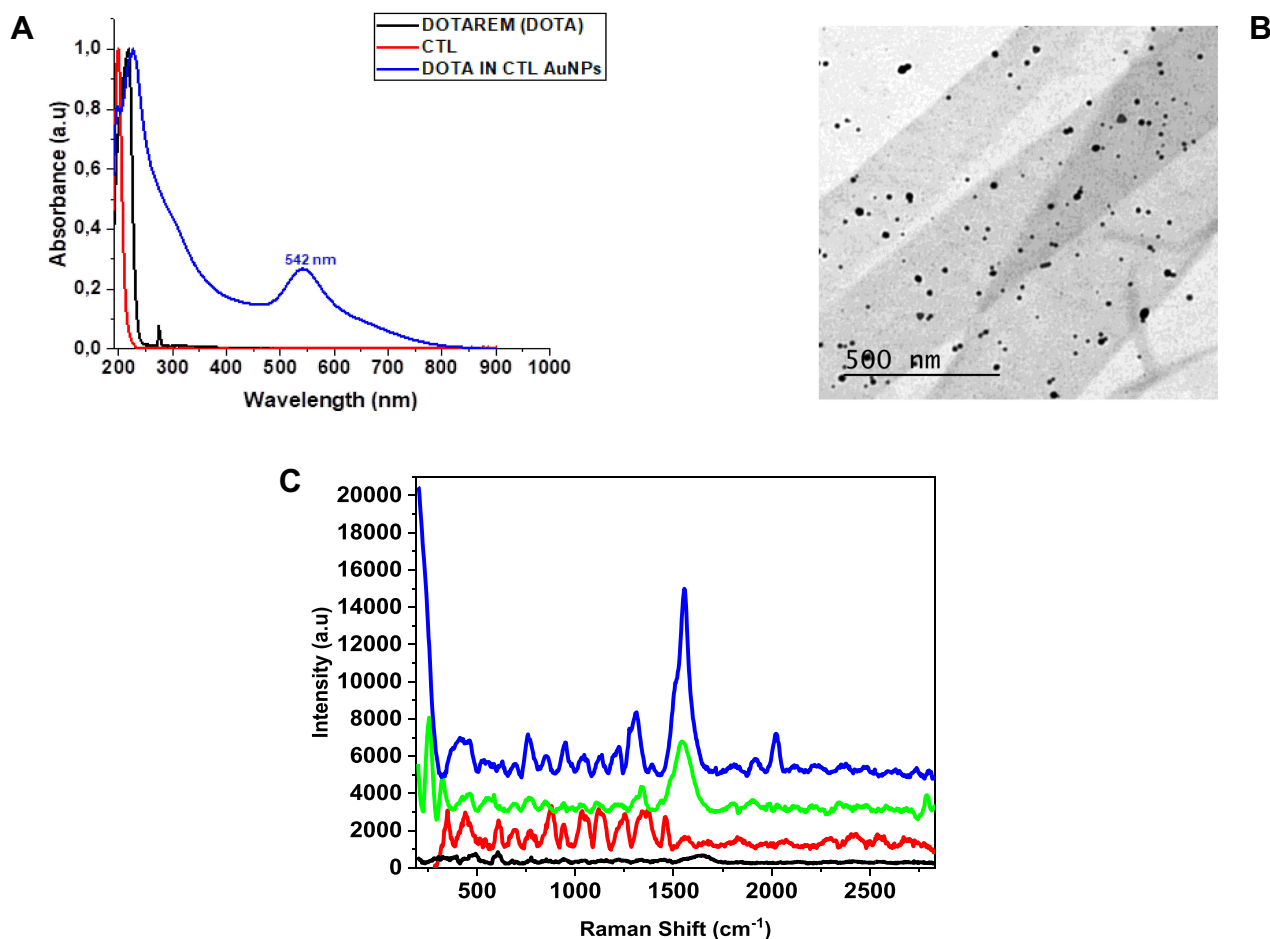 A
DOTAREM (DOTA)
CTL
DOTA IN CTL AuNPs
1,0
0,8
0,6
0,4
0,2
0,0
Absorbance (a.u)
542 nm
200 300 400 500 600 700 800 900 1000
Wavelength (nm)
B
500 nm
C
20000
18000
16000
14000
12000
10000
8000
6000
4000
2000
0
Intensity (a.u)
500 1000 1500 2000 2500
Raman Shift (cm⁻¹)